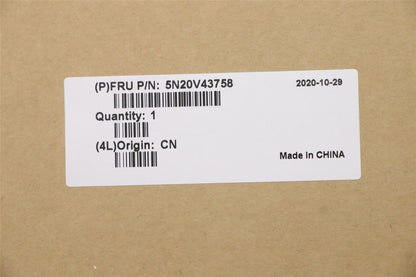 (P)FRU P/N: 5N20V43758
2020-10-29
Quantity: 1
(4L)Origin: CN
Made in CHINA